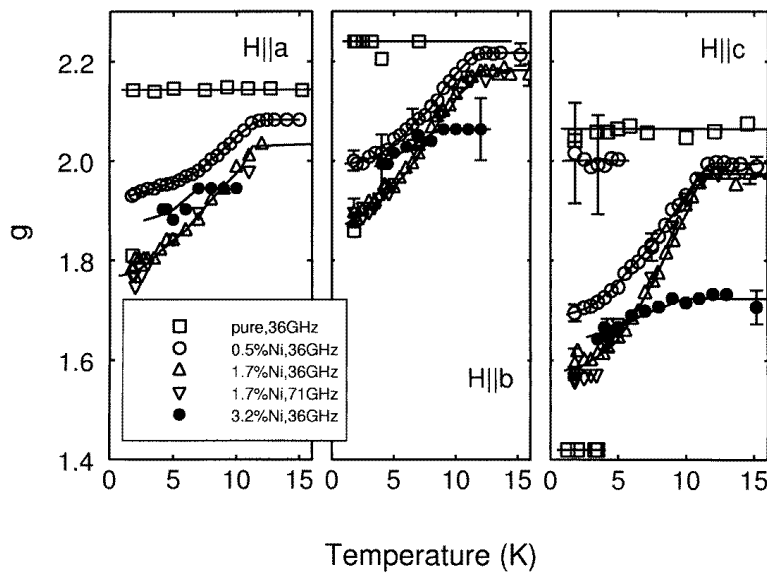 H||a
H||b
H||c
2.2
2.0
1.8
1.6
1.4
g
pure,36GHz
0.5%Ni,36GHz
1.7%Ni,36GHz
1.7%Ni,71GHz
3.2%Ni,36GHz
0 5 10 15 0 5 10 15 0 5 10 15
Temperature (K)